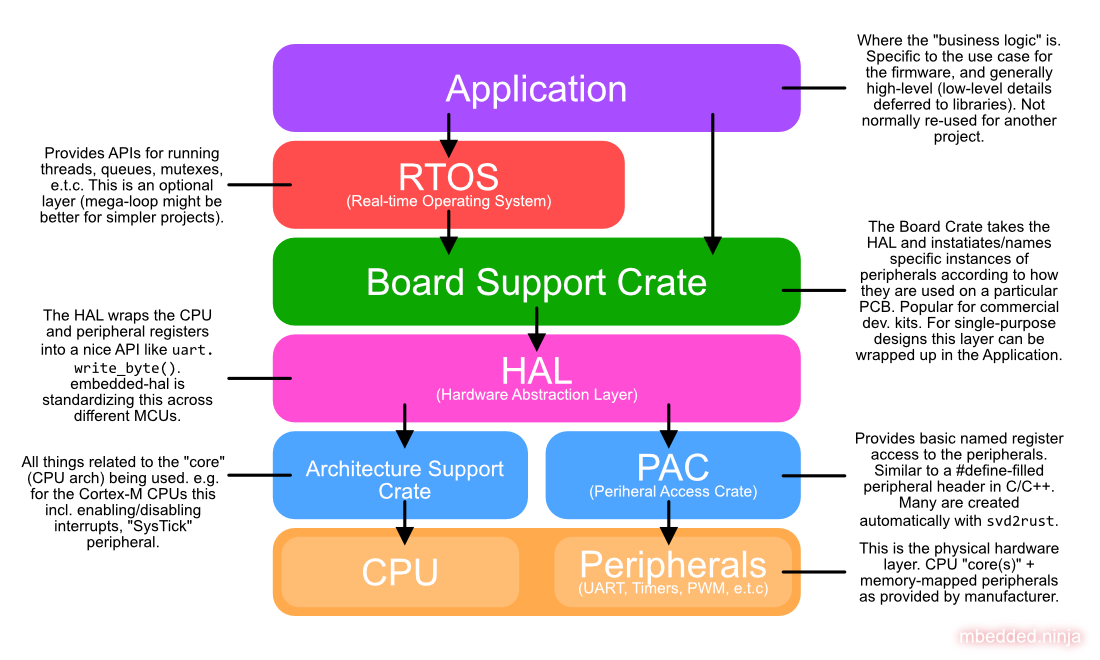 Application
Where the "business logic" is.
Specific to the use case for
the firmware, and generally
high-level (low-level details
deferred to libraries). Not
normally re-used for another
project.
Provides APIs for running
threads, queues, mutexes,
e.t.c. This is an optional
layer (mega-loop might be
better for simpler projects).
RTOS
(Real-time Operating System)
Board Support Crate
The Board Crate takes the
HAL and instatiates/names
specific instances of
peripherals according to how
they are used on a particular
PCB. Popular for commercial
dev. kits. For single-purpose
designs this layer can be
wrapped up in the Application.
The HAL wraps the CPU
and peripheral registers
into a nice API like uart.
write_byte().
embedded-hal is
standardizing this across
different MCUs.
HAL
(Hardware Abstraction Layer)
All things related to the "core"
(CPU arch) being used. e.g.
for the Cortex-M CPUs this
incl. enabling/disabling
interrupts, "SysTick"
peripheral.
Architecture Support
Crate
PAC
(Periheral Access Crate)
Provides basic named register
access to the peripherals.
Similar to a #define-filled
peripheral header in C/C++.
Many are created
automatically with svd2rust.
CPU
Peripherals
(UART, Timers, PWM, e.t.c)
This is the physical hardware
layer. CPU "core(s)" +
memory-mapped peripherals
as provided by manufacturer.
mbedded.ninja